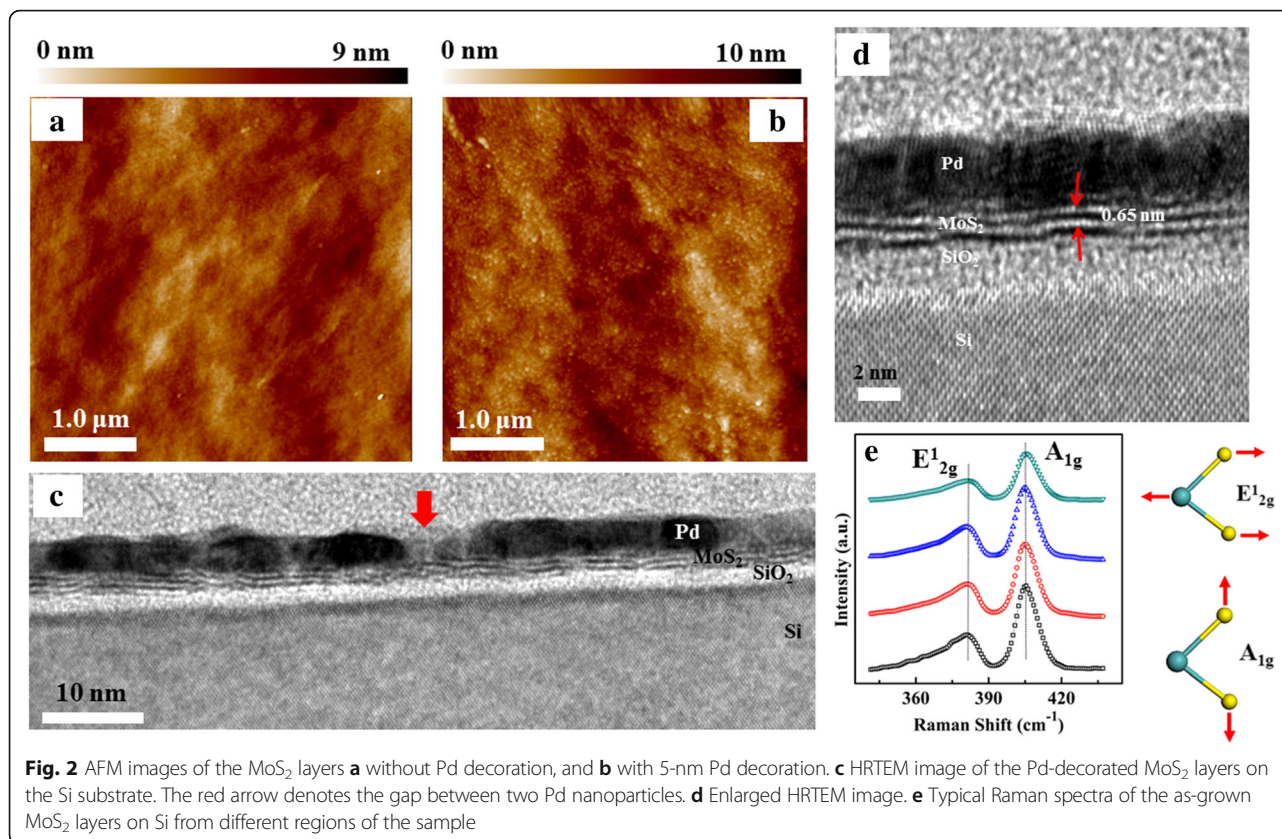 0 nm 9 nm
0 nm 10 nm
a
b
1.0 μm
1.0 μm
c
Pd
MoS₂
SiO₂
Si
10 nm
d
Pd
0.65 nm
MoS₂
SiO₂
Si
2 nm
e
E¹₂g
A₁g
Intensity (a.u.)
360 390 420
Raman Shift (cm⁻¹)
E¹₂g
A₁g
Fig. 2 AFM images of the MoS₂ layers a without Pd decoration, and b with 5-nm Pd decoration. c HRTEM image of the Pd-decorated MoS₂ layers on
the Si substrate. The red arrow denotes the gap between two Pd nanoparticles. d Enlarged HRTEM image. e Typical Raman spectra of the as-grown
MoS₂ layers on Si from different regions of the sample